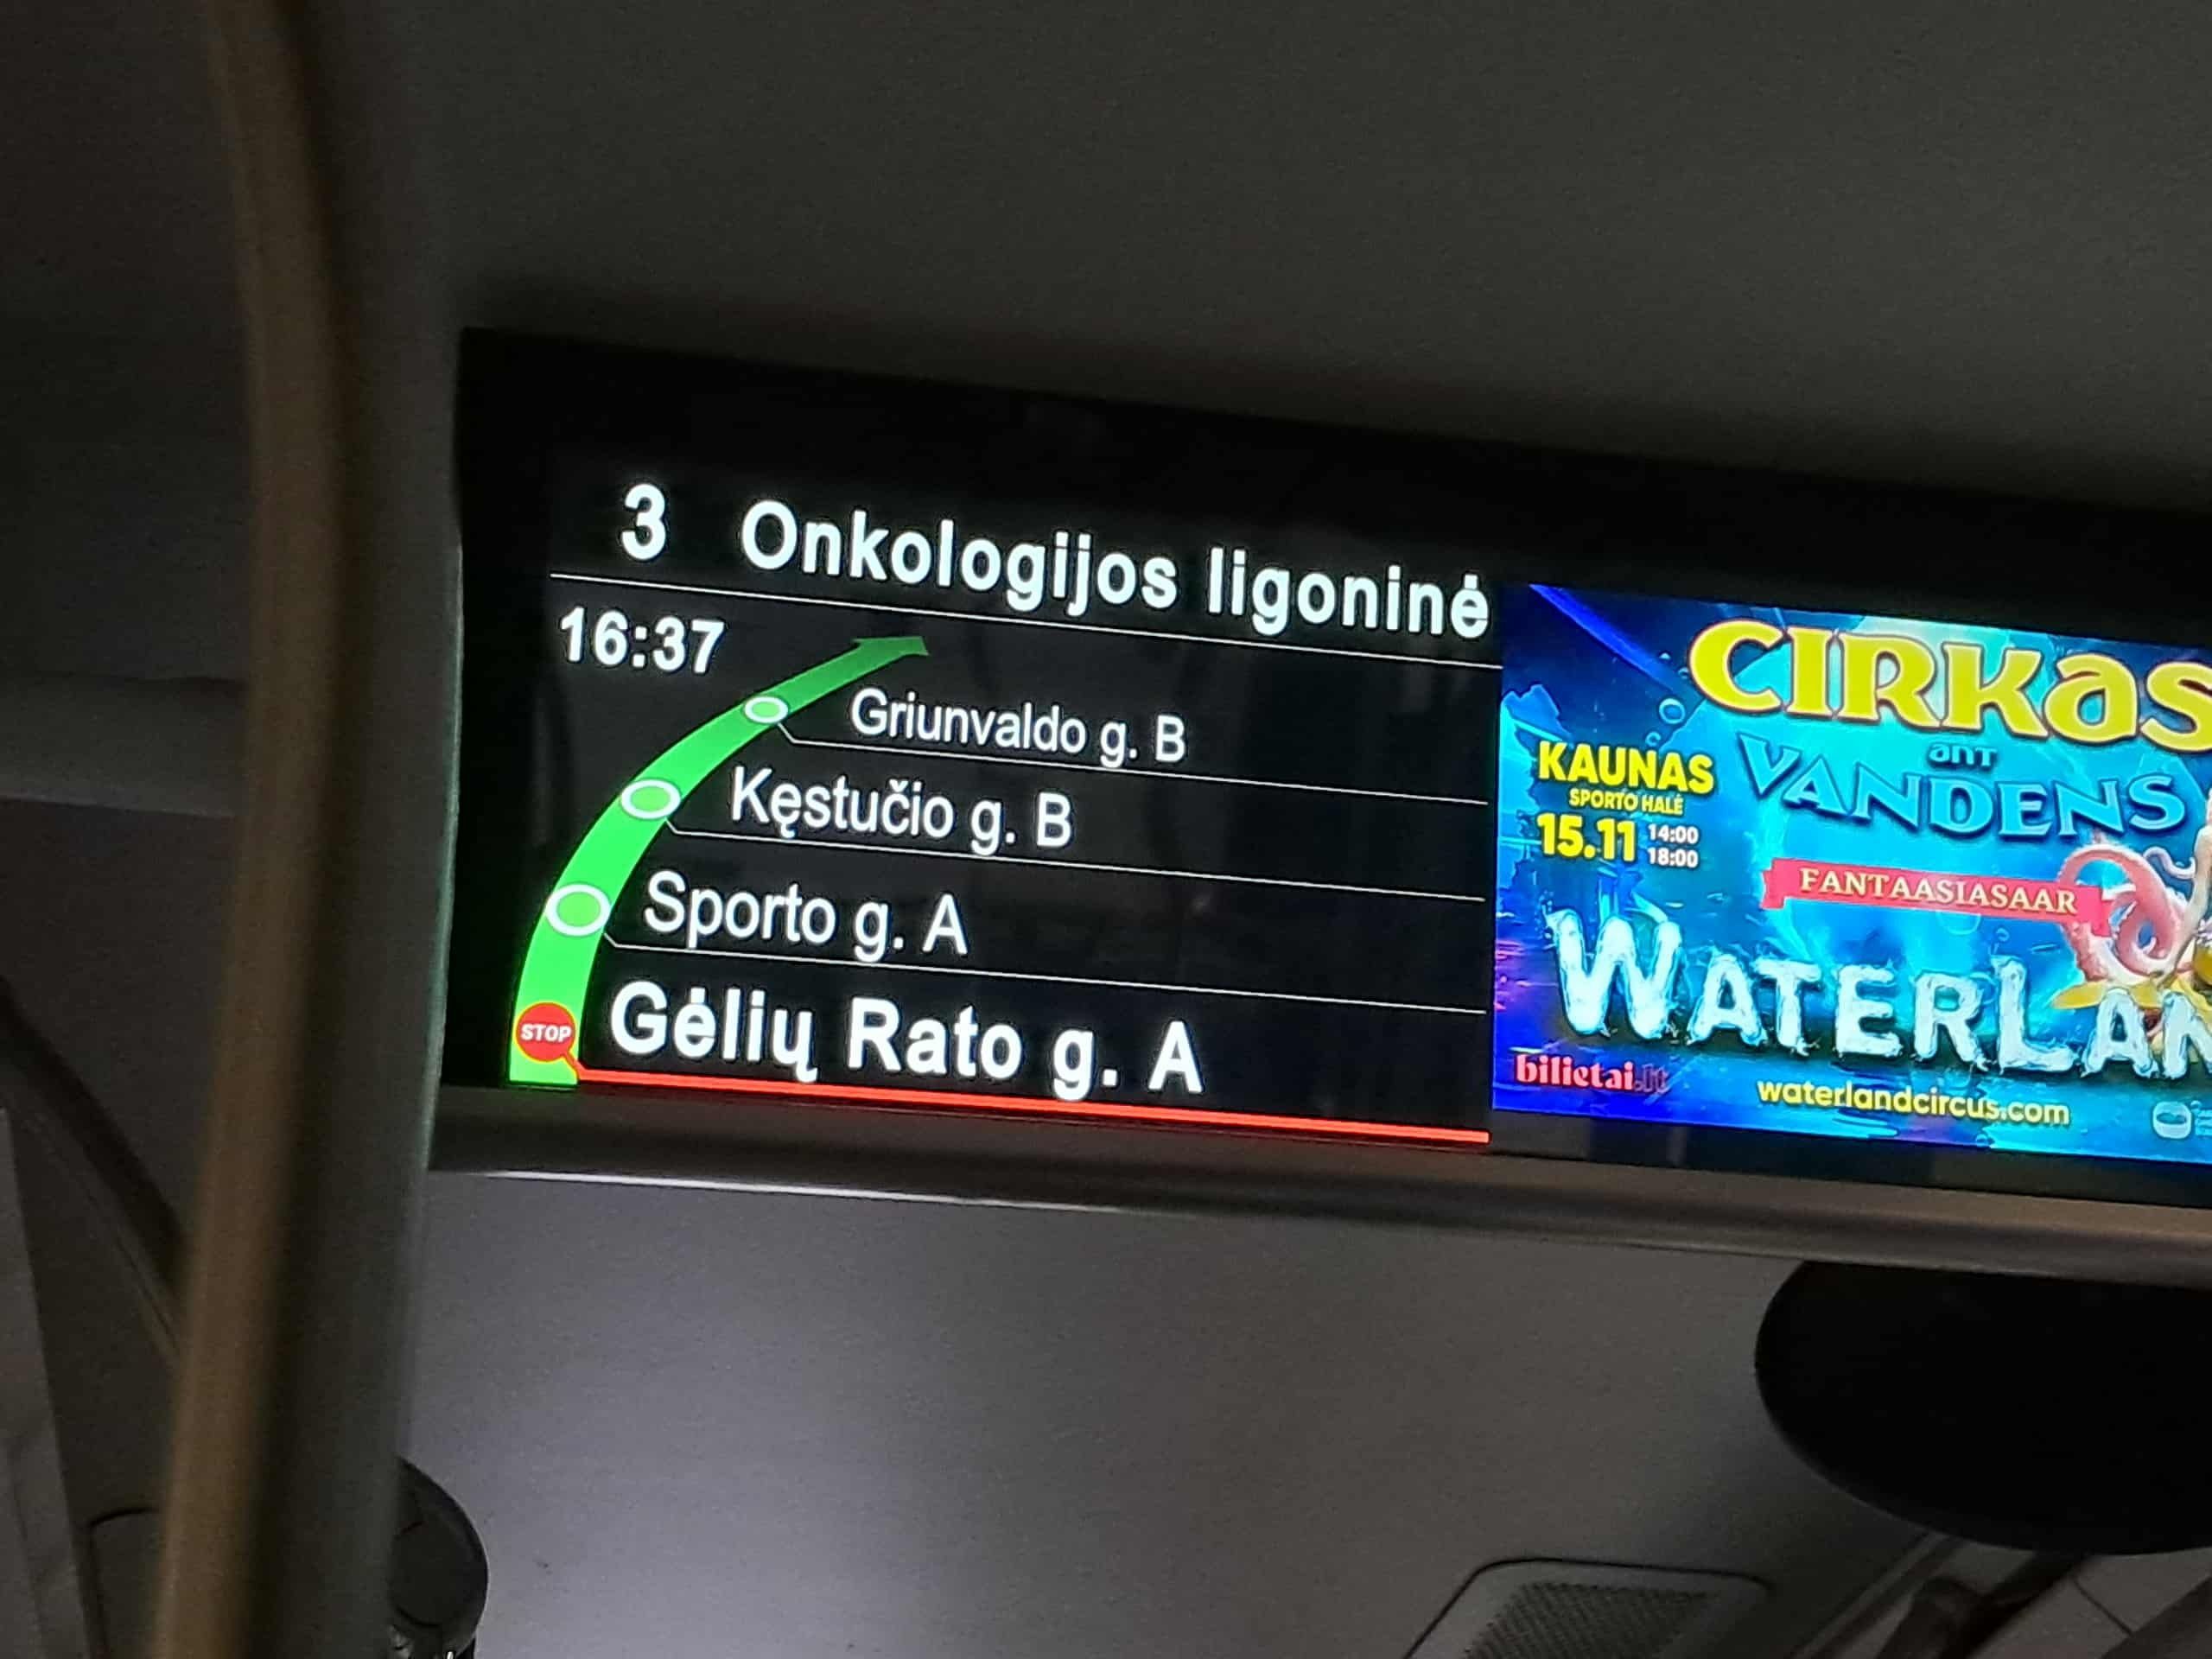 3 Onkologijos ligoninė
16:37
Griunvaldo g. B
Kęstučio g. B
Sporto g. A
STOP
Gėlių Rato g. A
CIRKAS
ANT
VANDENS
KAUNAS
SPORTO HALĖ
15.11 14:00
18:00
FANTAASIASAAR
WATERLAN
bilietai.lt
waterlandcircus.com